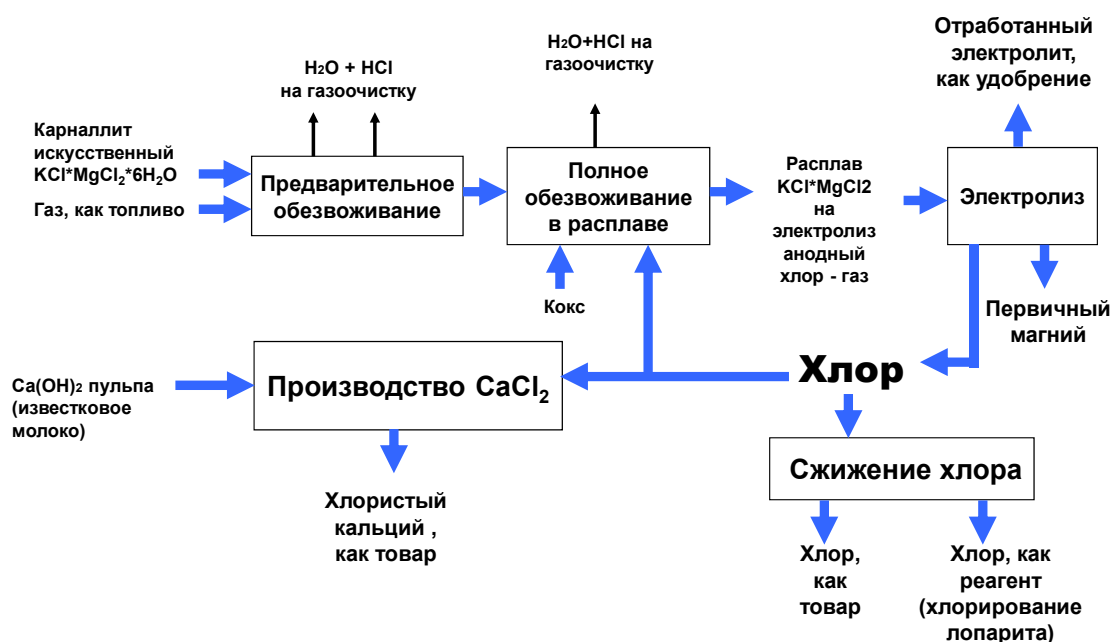 H2O + HCl
на газоочистку
H2O+HCl на
газоочистку
Отработанный
электролит,
как удобрение
Карналлит
искусственный
KCl*MgCl₂*6H₂O
Газ, как топливо
Предварительное
обезвоживание
Полное
обезвоживание
в расплаве
Расплав
KCl*MgCl2
на
электролиз
анодный
хлор - газ
Электролиз
Кокс
Первичный
магний
Ca(OH)2 пульпа
(известковое
молоко)
Производство CaCl₂
Хлор
Хлористый
кальций ,
как товар
Сжижение хлора
Хлор,
как
товар
Хлор, как
реагент
(хлорирование
лопарита)